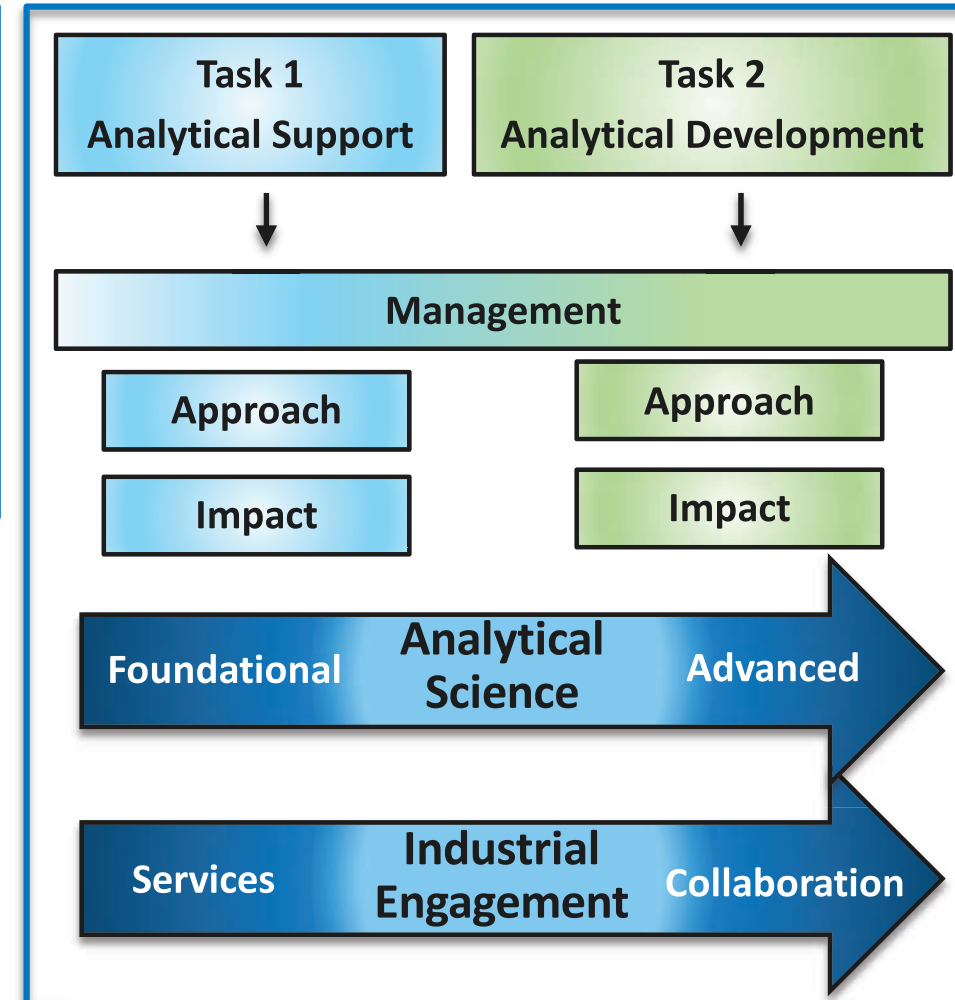 Task 1
Analytical Support
Task 2
Analytical Development
Management
Approach
Impact
Approach
Impact
Foundational
Analytical
Science
Advanced
Services
Industrial
Engagement
Collaboration